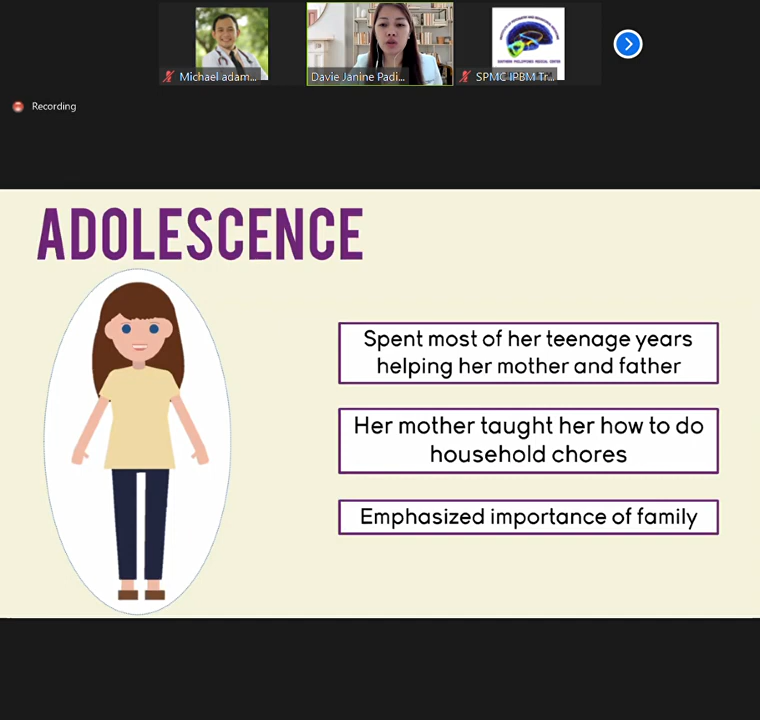 Michael adam...
Davie Janine Padi...
SPMC IPBM Tr...
Recording
ADOLESCENCE
Spent most of her teenage years
helping her mother and father
Her mother taught her how to do
household chores
Emphasized importance of family